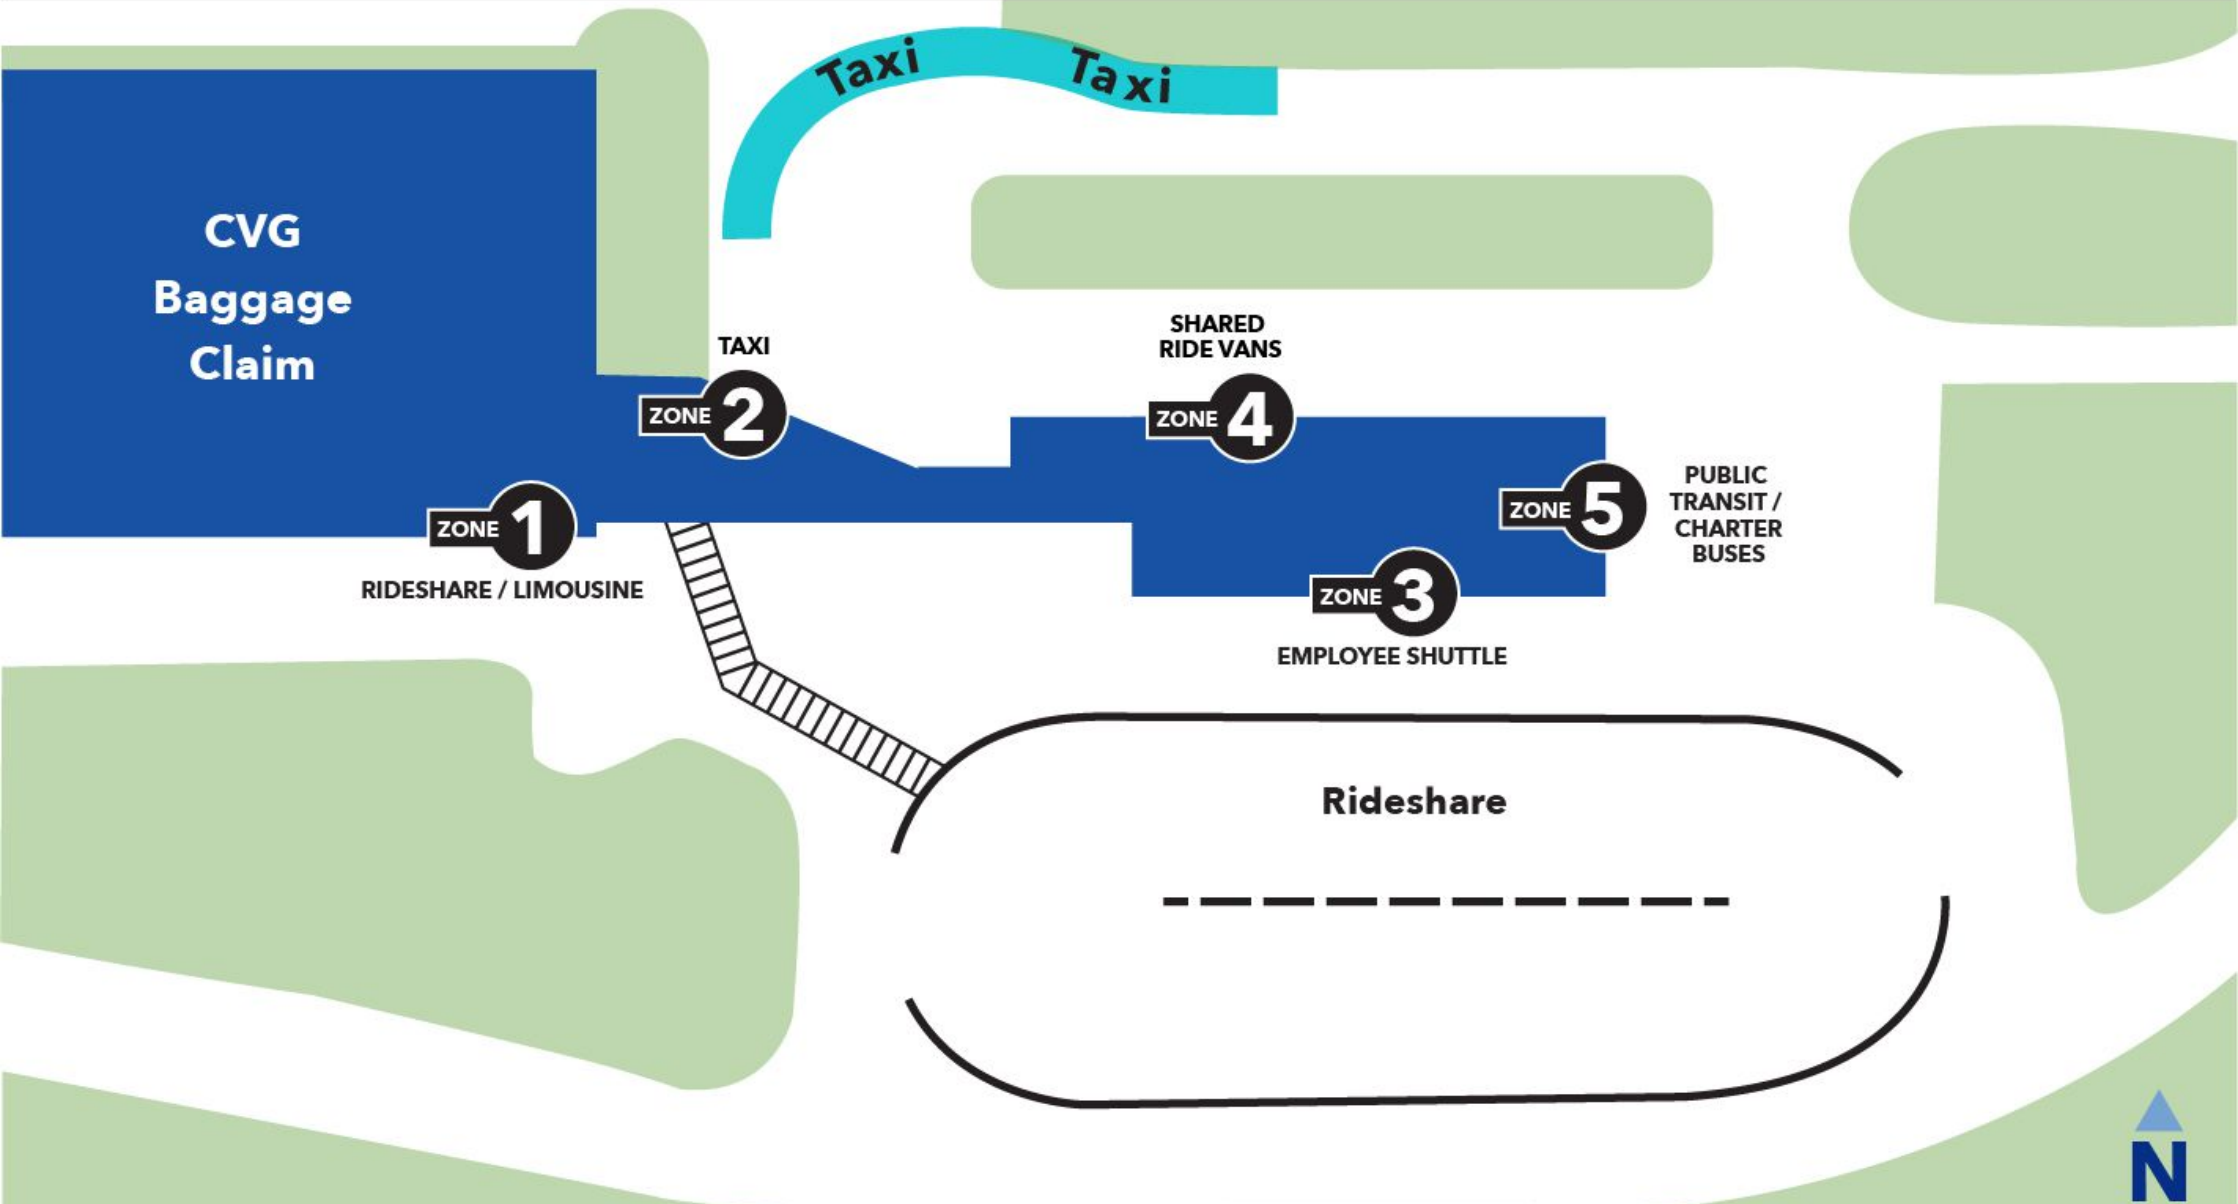 Taxi
Taxi
CVG
Baggage
Claim
TAXI
ZONE 2
SHARED
RIDE VANS
ZONE 4
ZONE 1
RIDESHARE / LIMOUSINE
ZONE 5
PUBLIC
TRANSIT /
CHARTER
BUSES
ZONE 3
EMPLOYEE SHUTTLE
Rideshare
N